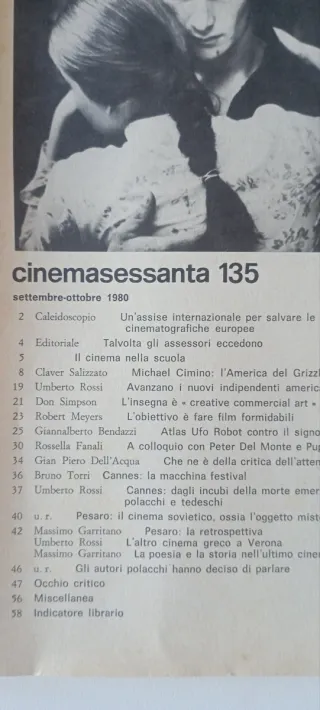 cinemasessanta 135
settembre-ottobre 1980
2 Caleidoscopio Un'assise internazionale per salvare le
cinematografiche europee
4 Editoriale Talvolta gli assessori eccedono
5 Il cinema nella scuola
8 Claver Salizzato Michael Cimino: l'America del Grizzl
19 Umberto Rossi Avanzano i nuovi indipendenti americ
21 Don Simpson L'insegna è « creative commercial art »
23 Robert Meyers L'obiettivo è fare film formidabili
25 Giannalberto Bendazzi Atlas Ufo Robot contro il signo
30 Rossella Fanali A colloquio con Peter Del Monte e Pup
34 Gian Piero Dell'Acqua Che ne è della critica dell'atten
36 Bruno Torri Cannes: la macchina festival
37 Umberto Rossi Cannes: dagli incubi della morte emer
polacchi e tedeschi
40 u. r. Pesaro: il cinema sovietico, ossia l'oggetto mist
42 Massimo Garritano Pesaro: la retrospettiva
Umberto Rossi L'altro cinema greco a Verona
Massimo Garritano La poesia e la storia nell'ultimo cinem
46 u. r. Gli autori polacchi hanno deciso di parlare
47 Occhio critico
56 Miscellanea
58 Indicatore librario